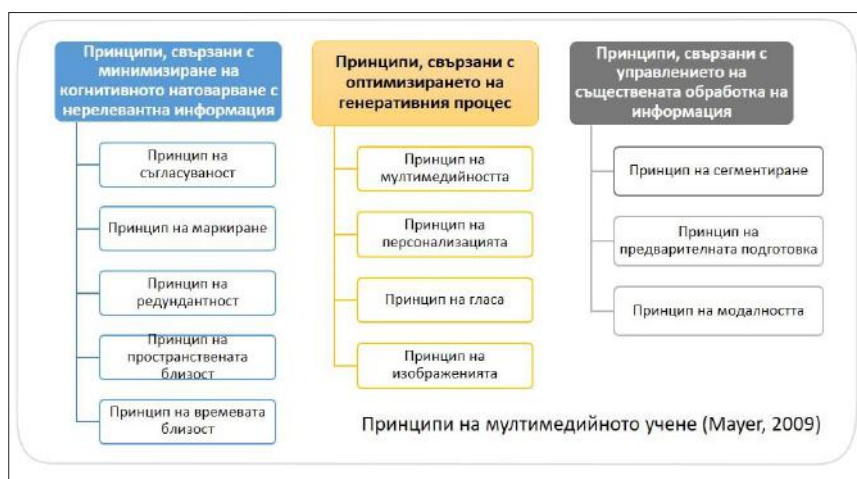 Принципи, свързани с
минимизиране на
когнитивното натоварване с
нерелевантна информация
Принцип на
съгласуваност
Принцип на маркиране
Принцип на
редундантност
Принцип на
пространствената
близост
Принцип на времевата
близост
Принципи, свързани с
оптимизирането на
генеративния процес
Принцип на
мултимедийността
Принцип на
персонализацията
Принцип на гласа
Принцип на
изображенията
Принципи, свързани с
управлението на
съществената обработка на
информация
Принцип на сегментиране
Принцип на
предварителната подготовка
Принцип на модалността
Принципи на мултимедийното учене (Mayer, 2009)